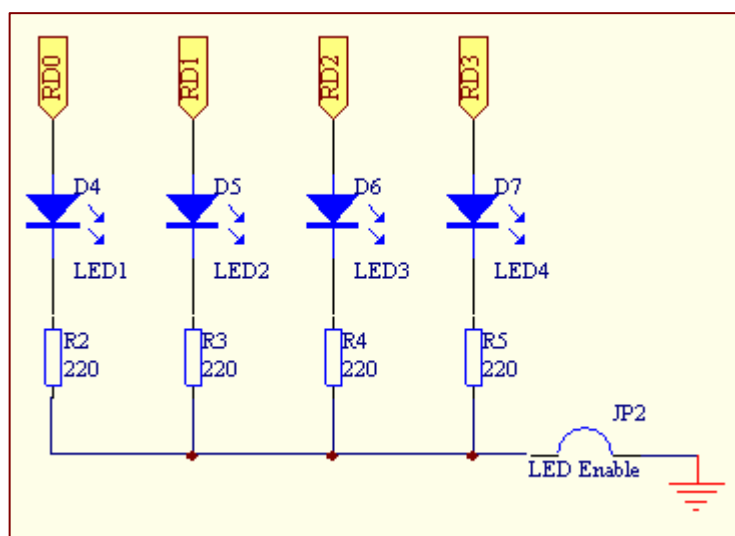 RD0
RD1
RD2
RD3
D4
D5
D6
D7
LED1
LED2
LED3
LED4
R2
220
R3
220
R4
220
R5
220
JP2
LED Enable